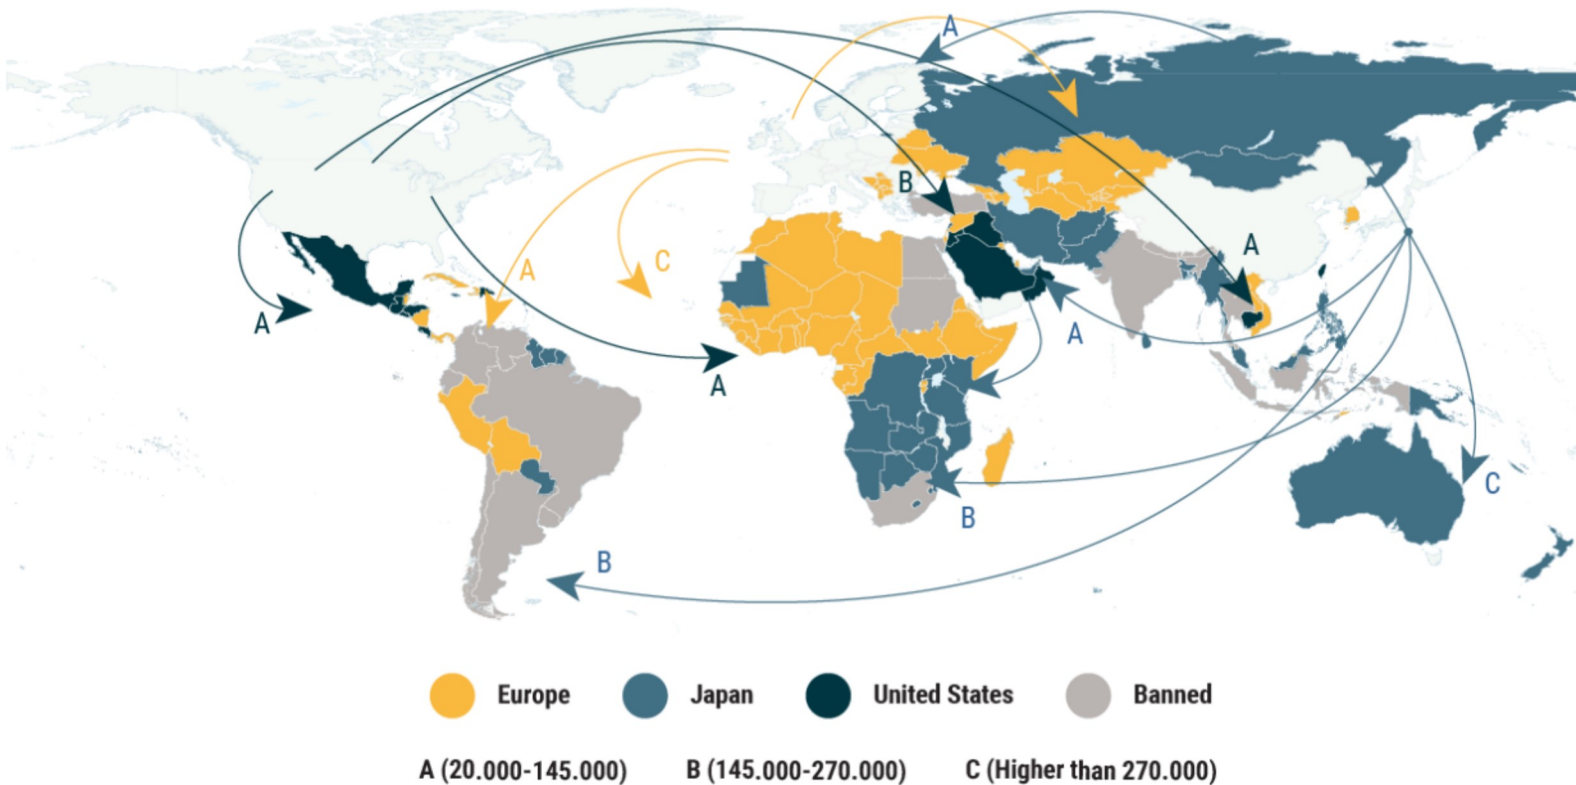 A
B
A
C
A
A
A
A
C
B
B
Europe
Japan
United States
Banned
A (20.000-145.000)
B (145.000-270.000)
C (Higher than 270.000)